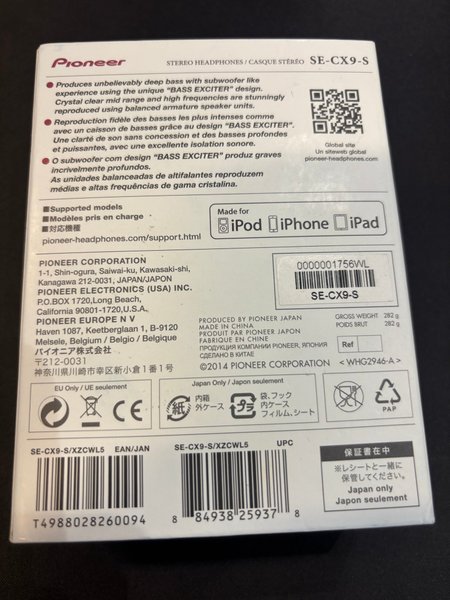 Pioneer
STEREO HEADPHONES / CASQUE STÉRÉO SE-CX9-S
● Produces unbelievably deep bass with subwoofer like
experience using the unique "BASS EXCITER" design.
Crystal clear mid range and high frequencies are stunningly
reproduced using balanced armature speaker units.
● Reproduction fidèle des basses les plus intenses comme
avec un caisson de basses grâce au design "BASS EXCITER".
Une clarté de son sans concession et des basses profondes
et puissantes, avec une excellente isolation sonore.
● O subwoofer com design "BASS EXCITER" produz graves
incrivelmente profundos.
As unidades balanceadas de altifalantes reproduzem
médias e altas frequências de gama cristalina.
Global site
Un siteweb global
pioneer-headphones.com
■Supported models
■Modèles pris en charge
■対応機種
pioneer-headphones.com/support.html
Made for
iPod iPhone iPad
PIONEER CORPORATION
1-1, Shin-ogura, Saiwai-ku, Kawasaki-shi,
Kanagawa 212-0031, JAPAN/JAPON
PIONEER ELECTRONICS (USA) INC.
P.O.BOX 1720,Long Beach,
California 90801-1720,U.S.A.
PIONEER EUROPE N V
Haven 1087, Keetberglaan 1, B-9120
Melsele, Belgium / Belgio / Belgique
パイオニア株式会社
〒212-0031
神奈川県川崎市幸区新小倉1番1号
0000001756WL
SE-CX9-S
PRODUCED BY PIONEER JAPAN
MADE IN CHINA
PRODUIT PAR PIONEER JAPON
FABRIQUE EN CHINE
ПРОДУКЦИЯ КОМПАНИИ PIONEER, ЯПОНИЯ
СДЕЛАНО В КИТАЕ
GROSS WEIGHT 282 g
POIDS BRUT 282 g
Ref
©2014 PIONEER CORPORATION < WHG2946-A >
EU Only / UE seulement
CE
EAC
Japan Only / Japon seulement
紙
内箱
外ケース
プラ
袋、フック
内ケース
フィルム、シート
PAP
SE-CX9-S/XZCWL5 EAN/JAN
T4988028260094
SE-CX9-S/XZCWL5 UPC
8 84938 25937 8
保証書在中
※レシートと一緒に
保管してください。
Japan only
Japon seulement